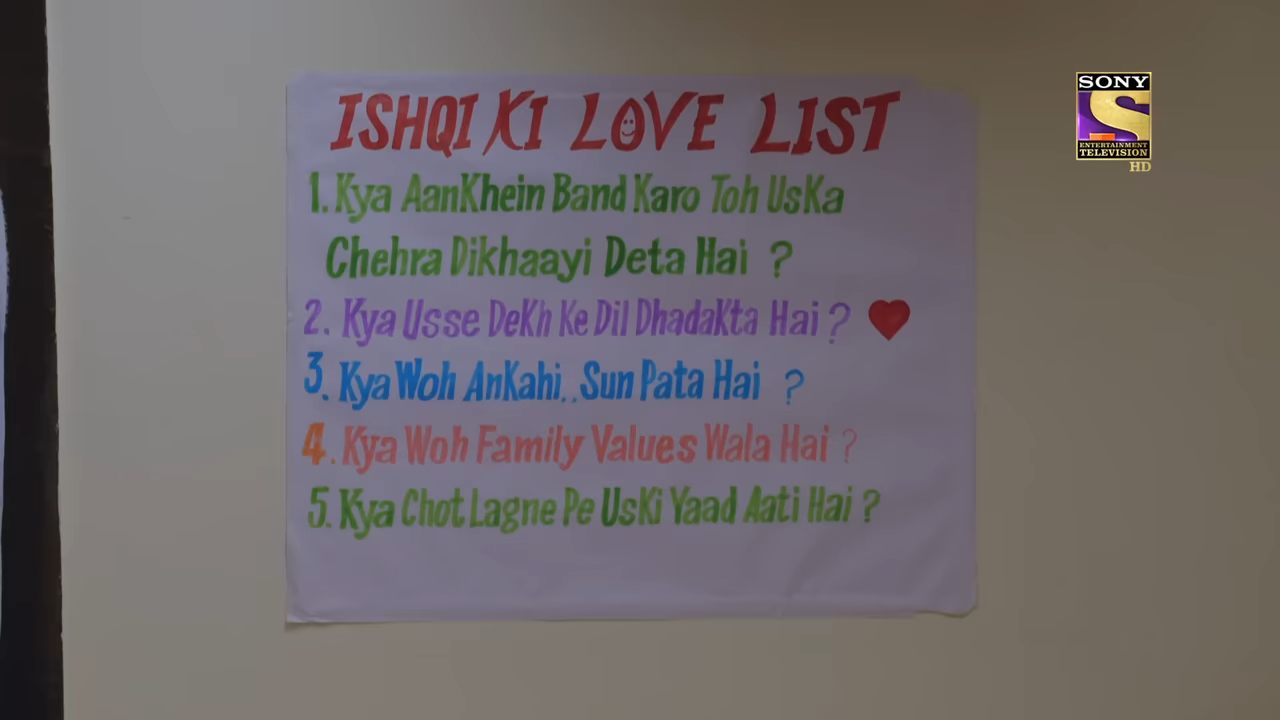 ISHQI KI LOVE LIST
1. Kya AanKhein Band Karo Toh UsKa
Chehra Dikhaayi Deta Hai ?
2. Kya Usse DeKh Ke Dil DhadaKta Hai ?
3. Kya Woh AnKahi.. Sun Pata Hai ?
4. Kya Woh Family Values Wala Hai ?
5. Kya Chot Lagne Pe UsKi Yaad Aati Hai ?
SONY
S
ENTERTAINMENT
TELEVISION
HD